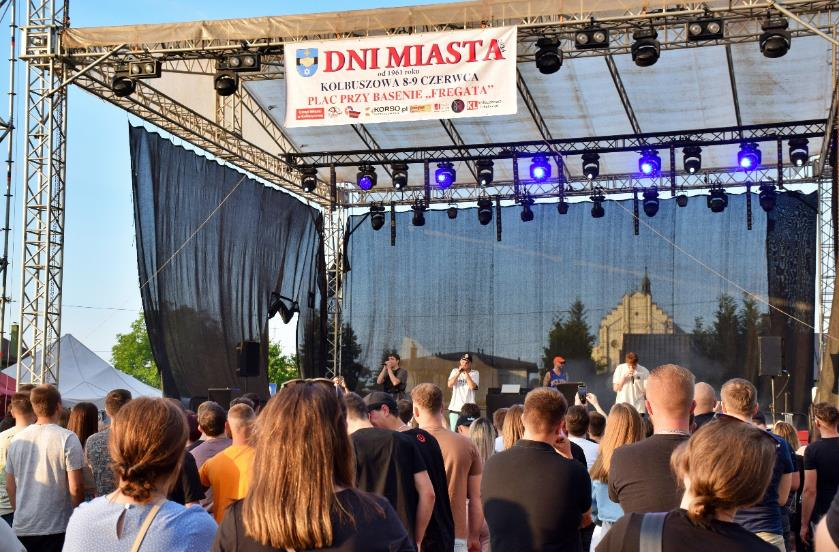 DNI MIASTA
od 1961 roku
KOLBUSZOWA 8-9 CZERWCA
PLAC PRZY BASENIE „FREGATA"
KORSO.pl